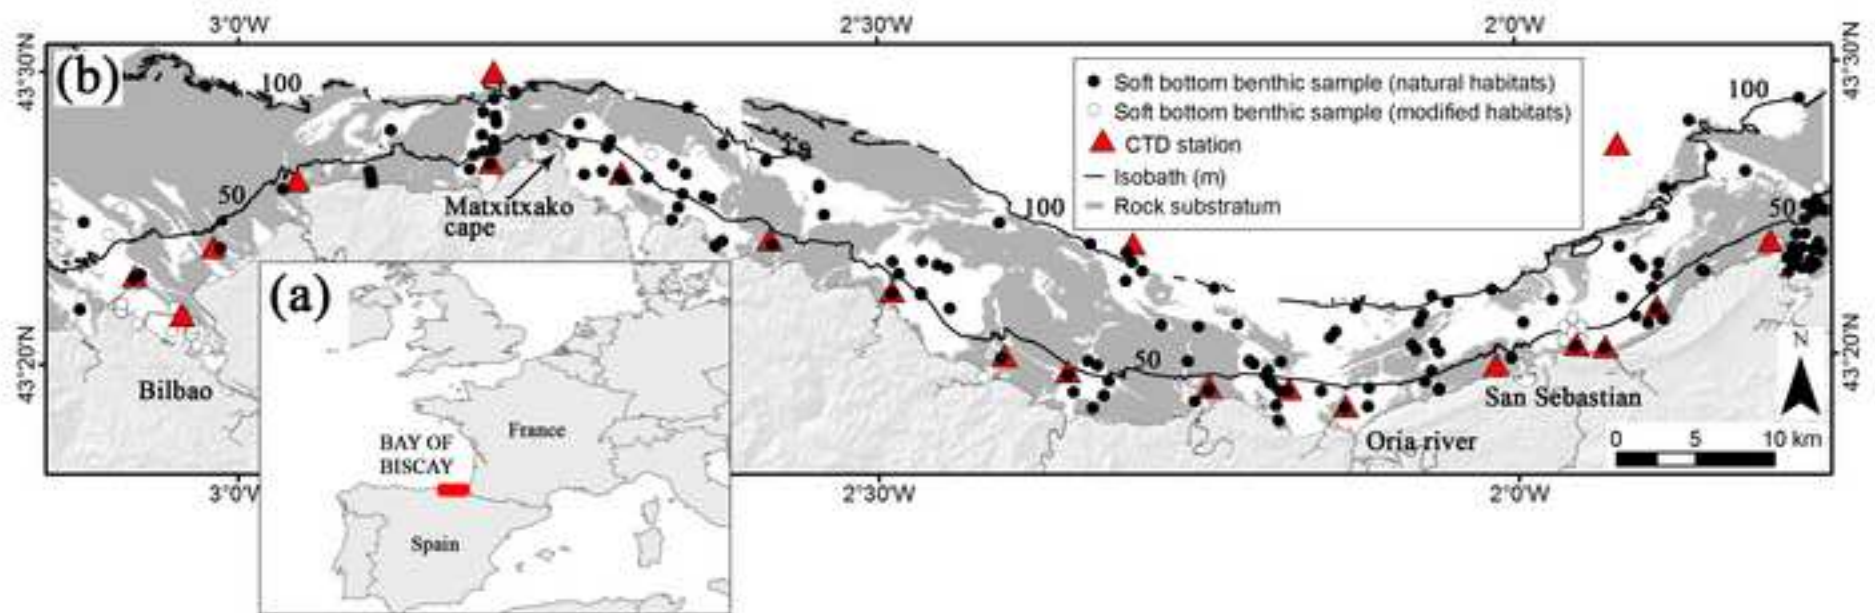 3°0'W 2°30'W 2°0'W
43°30'N
43°30'N
(b)
100
100
Soft bottom benthic sample (natural habitats)
Soft bottom benthic sample (modified habitats)
CTD station
Isobath (m)
Rock substratum
50
Matxitxako
cape
100
50
(a)
50
43°20'N
43°20'N
N
Bilbao
San Sebastian
Oria river
0 5 10 km
France
BAY OF
BISCAY
Spain
3°0'W 2°30'W 2°0'W